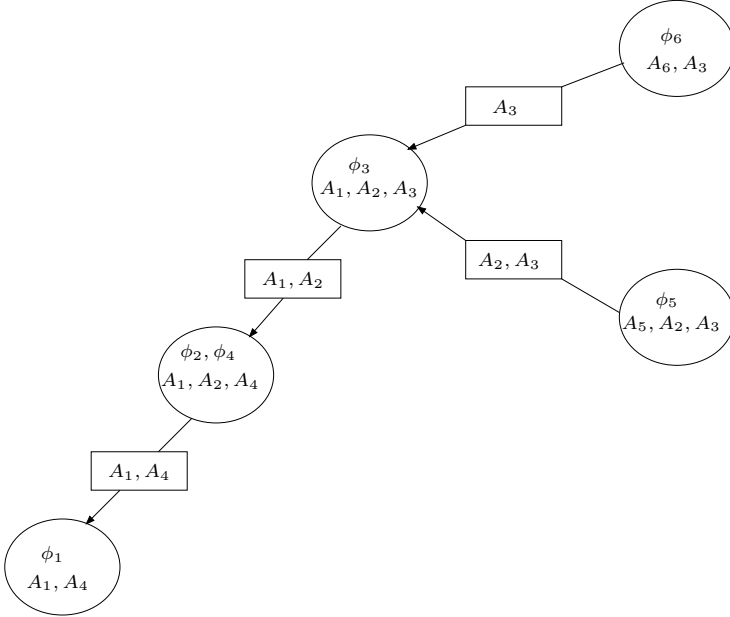 ϕ₆
A₆, A₃
A₃
ϕ₃
A₁, A₂, A₃
A₂, A₃
A₁, A₂
ϕ₅
A₅, A₂, A₃
ϕ₂, ϕ₄
A₁, A₂, A₄
A₁, A₄
ϕ₁
A₁, A₄